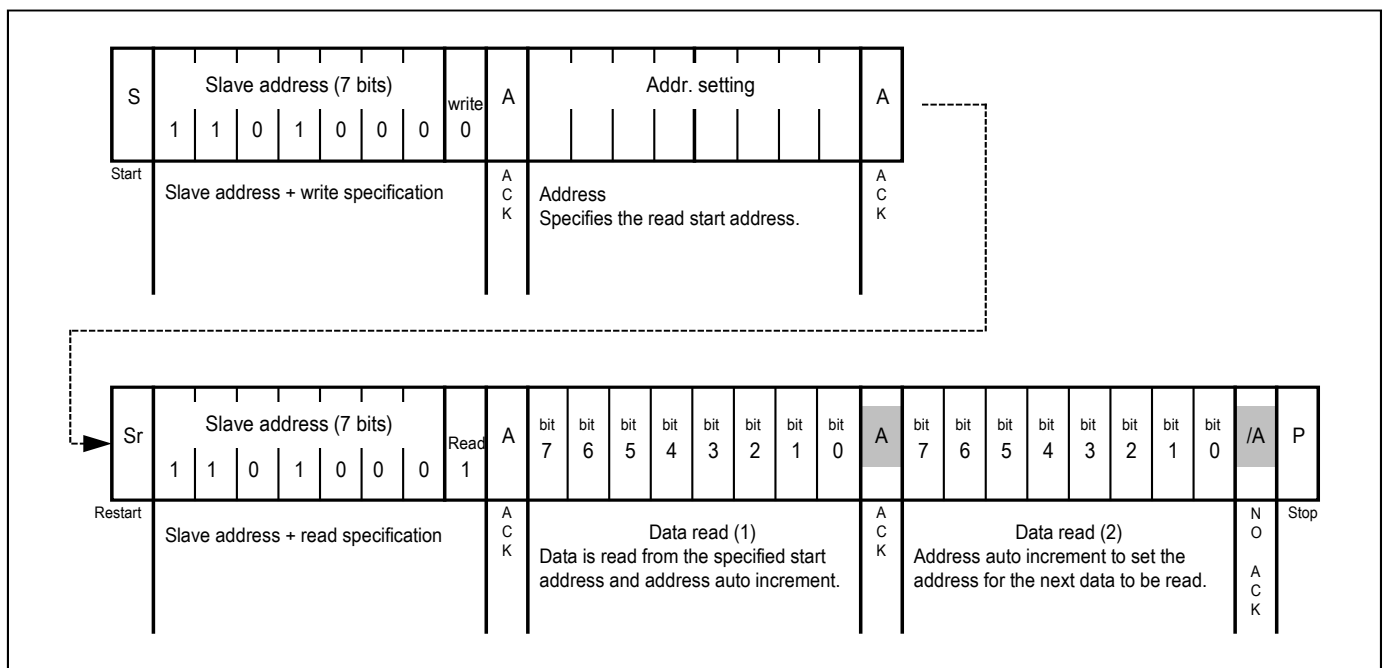 S Slave address (7 bits) write A Addr. setting A
1 1 0 1 0 0 0 0
Start
Slave address + write specification
A
C
K
Address
Specifies the read start address.
A
C
K
Sr Slave address (7 bits) Read A bit bit bit bit bit bit bit bit A bit bit bit bit bit bit bit bit /A P
1 1 0 1 0 0 0 1 7 6 5 4 3 2 1 0 7 6 5 4 3 2 1 0
Restart
Slave address + read specification
A
C
K
Data read (1)
Data is read from the specified start
address and address auto increment.
A
C
K
Data read (2)
Address auto increment to set the
address for the next data to be read.
N
O
A
C
K
Stop